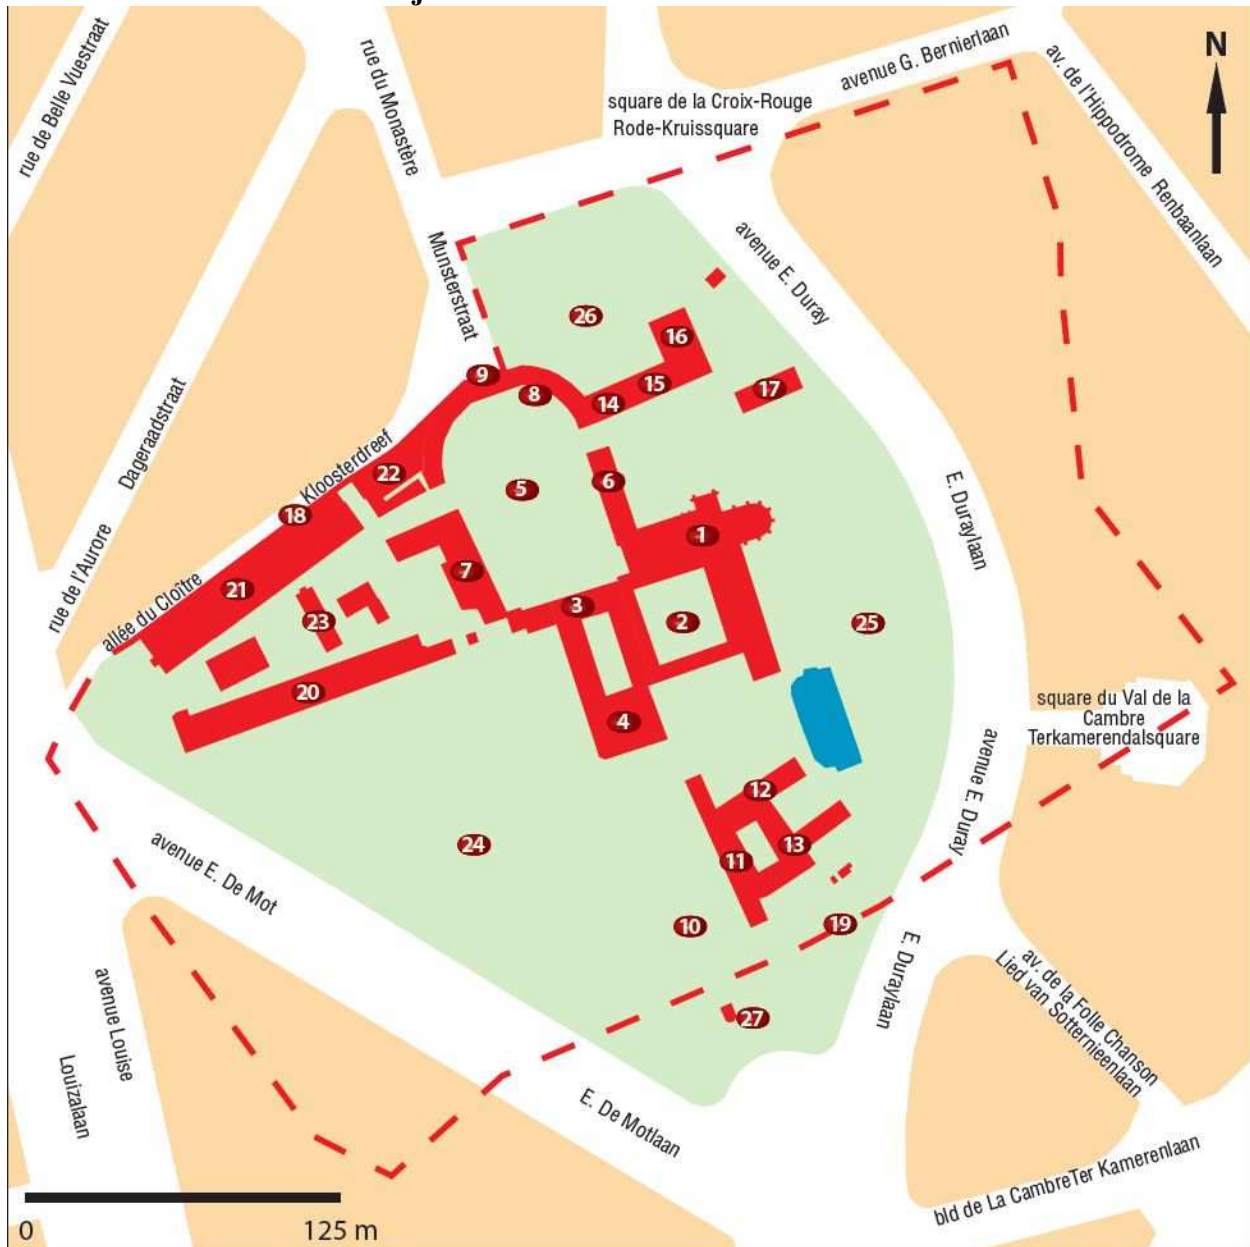 N
rue de Belle Vuestraat
rue du Monastère
avenue G. Bernierlaan
av. de l'Hippodrome Renbaanlaan
square de la Croix-Rouge
Rode-Kruissquare
Munsterstraat
avenue E. Duray
26
16
9
8
14
15
17
Dageraadstraat
Kloosterdreef
22
5
6
E. Duraylaan
18
1
rue de l'Aurore
allée du Cloître
21
7
3
23
2
25
20
4
square du Val de la
Cambre
Terkamerendalsquare
avenue E. Duray
12
avenue E. De Mot
24
11
13
10
19
E. Duraylaan
av. de la Folle Chanson
Lied van Sotternieenlaan
avenue Louise
Louizalaan
27
E. De Motlaan
bld de La CambreTer Kamerenlaan
0
125 m